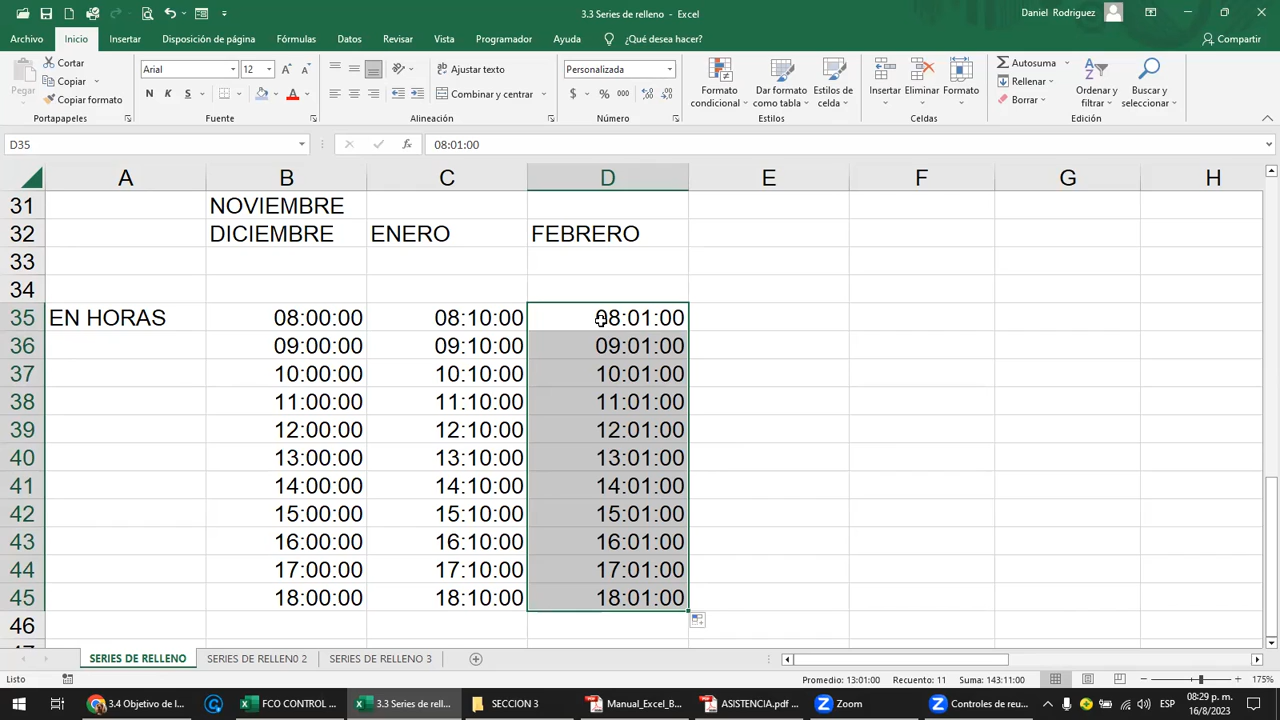 3.3 Series de relleno - Excel
Daniel Rodriguez
Archivo Inicio Insertar Disposición de página Fórmulas Datos Revisar Vista Programador Ayuda ¿Qué desea hacer? Compartir
Pegar
Cortar
Copiar
Copiar formato
Portapapeles
Arial 12
N K S
Fuente
Ajustar texto
Combinar y centrar
Alineación
Personalizada
$ % 000
Número
Formato condicional
Dar formato como tabla
Estilos de celda
Estilos
Insertar Eliminar Formato
Celdas
Autosuma
Rellenar
Borrar
Ordenar y filtrar
Buscar y seleccionar
Edición
D35 fx 08:01:00
A B C D E F G H
31 NOVIEMBRE
32 DICIEMBRE ENERO FEBRERO
33
34
35 EN HORAS 08:00:00 08:10:00 08:01:00
36 09:00:00 09:10:00 09:01:00
37 10:00:00 10:10:00 10:01:00
38 11:00:00 11:10:00 11:01:00
39 12:00:00 12:10:00 12:01:00
40 13:00:00 13:10:00 13:01:00
41 14:00:00 14:10:00 14:01:00
42 15:00:00 15:10:00 15:01:00
43 16:00:00 16:10:00 16:01:00
44 17:00:00 17:10:00 17:01:00
45 18:00:00 18:10:00 18:01:00
46
SERIES DE RELLENO SERIES DE RELLEN0 2 SERIES DE RELLENO 3
Listo Promedio: 13:01:00 Recuento: 11 Suma: 143:11:00 175%
3.4 Objetivo de l... FCO CONTROL ... 3.3 Series de rell... SECCION 3 Manual_Excel_B... ASISTENCIA.pdf ... Zoom Controles de reu... ESP 08:29 p. m.
16/8/2023